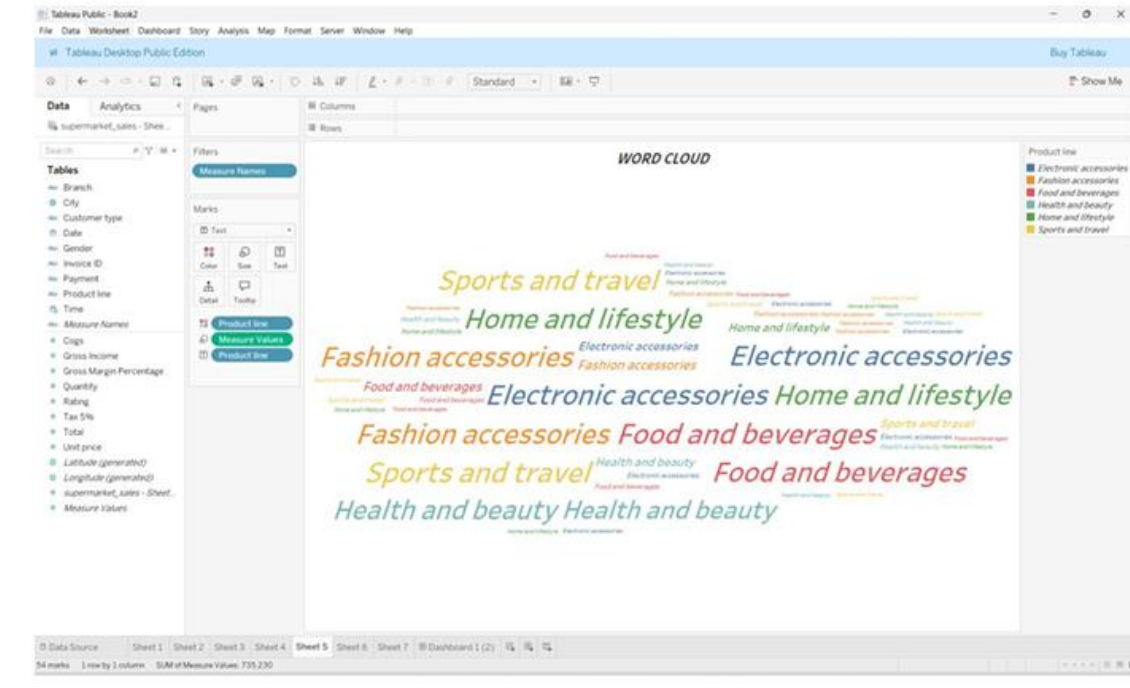 Tableau Public - Book2
File Data Worksheet Dashboard Story Analysis Map Format Server Window Help
Tableau Desktop Public Edition
Buy Tableau
Standard
Show Me
Data Analytics
Pages
Columns
supermarket_sales - Shee...
Rows
Search
Filters
Measure Names
WORD CLOUD
Product line
Electronic accessories
Fashion accessories
Food and beverages
Health and beauty
Home and lifestyle
Sports and travel
Tables
Branch
City
Customer type
Date
Gender
Invoice ID
Payment
Product line
Time
Measure Names
Cogs
Gross Income
Gross Margin Percentage
Quantity
Rating
Tax 5%
Total
Unit price
Latitude (generated)
Longitude (generated)
supermarket_sales - Sheet...
Measure Values
Marks
Text
Color Size Text
Detail Tooltip
Product line
Measure Values
Product line
Food and beverages
Sports and travel
Electronic accessories
Home and lifestyle
Home and lifestyle
Home and lifestyle
Fashion accessories
Electronic accessories
Fashion accessories
Electronic accessories
Food and beverages
Electronic accessories Home and lifestyle
Fashion accessories Food and beverages
Sports and travel
Sports and travel
Health and beauty
Food and beverages
Health and beauty Health and beauty
Data Source Sheet 1 Sheet 2 Sheet 3 Sheet 4 Sheet 5 Sheet 6 Sheet 7 Dashboard 1 (2)
54 marks 1 row by 1 column SUM of Measure Values: 735,230